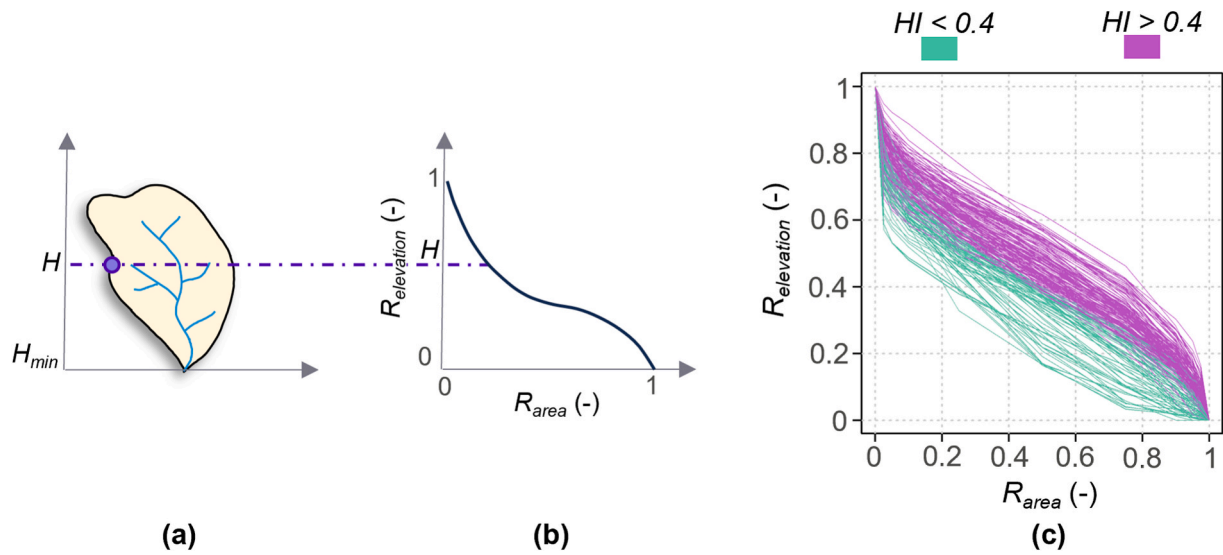 H
H_min
(a)
R_elevation (-)
1
H
0
0
1
R_area (-)
(b)
HI < 0.4
HI > 0.4
R_elevation (-)
1
0.8
0.6
0.4
0.2
0
0
0.2
0.4
0.6
0.8
1
R_area (-)
(c)